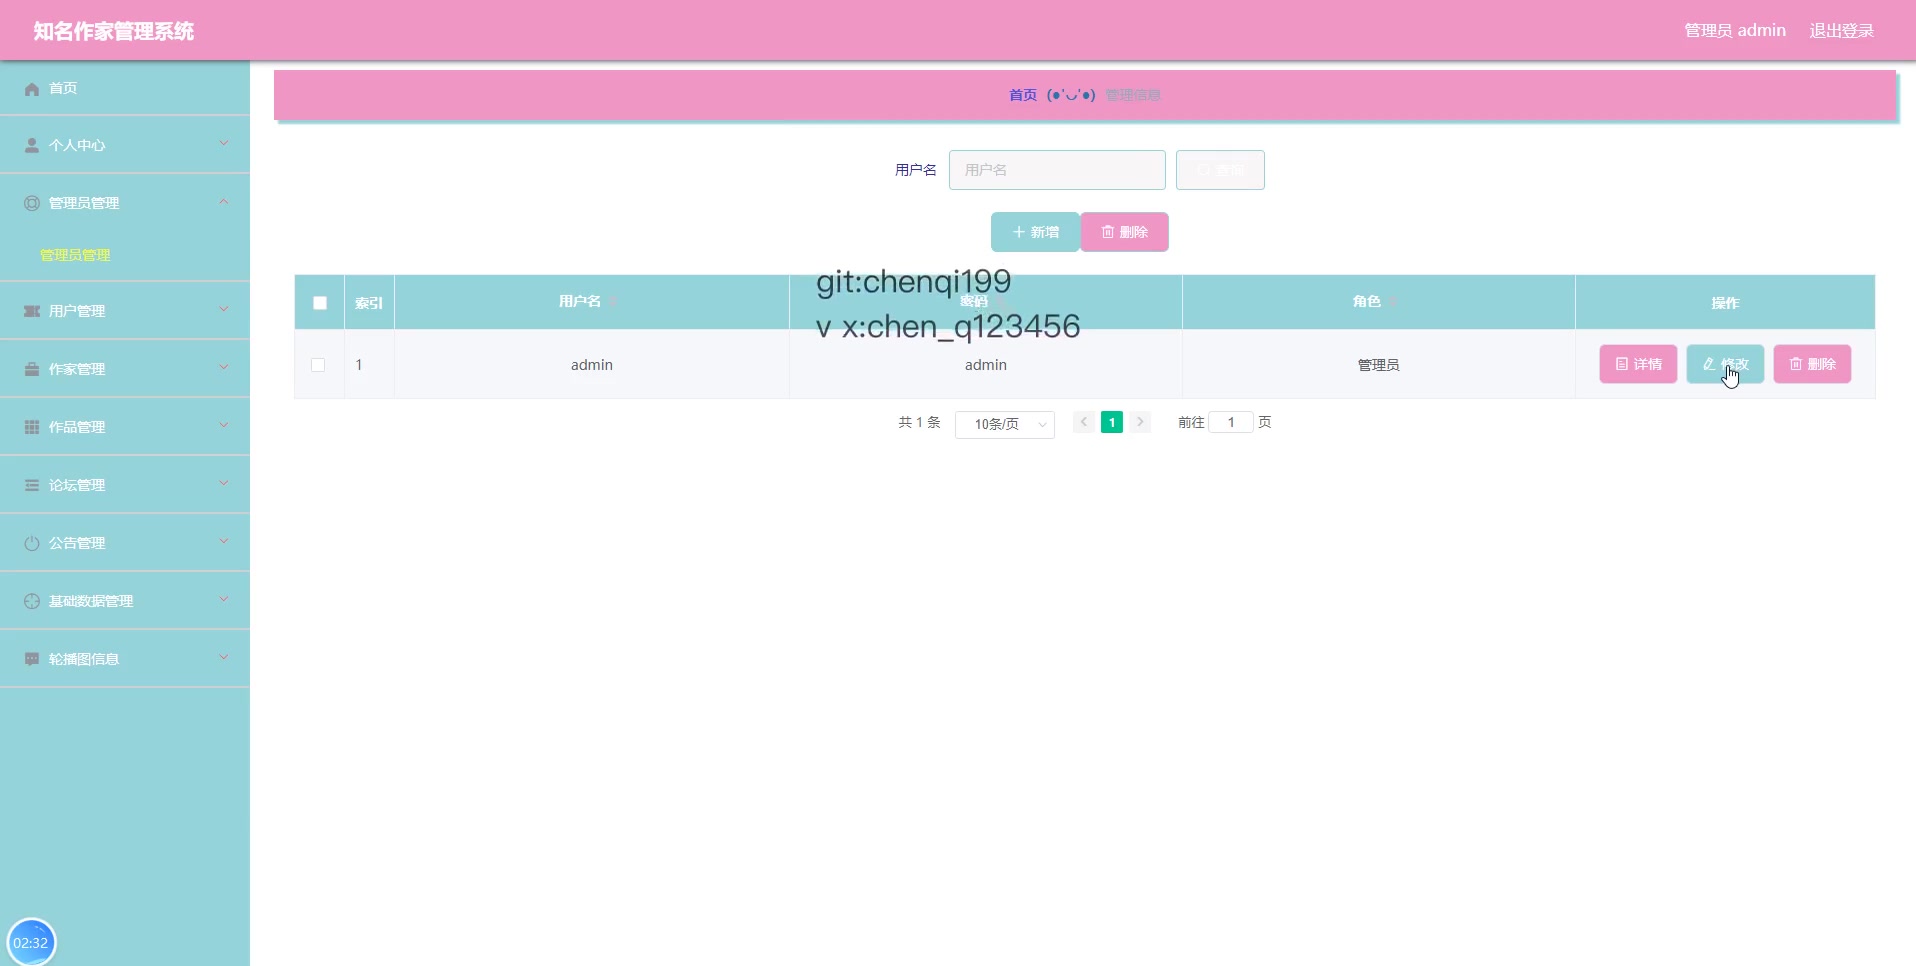 知名作家管理系统
管理员 admin 退出登录
首页
个人中心
管理员管理
管理员管理
用户管理
作家管理
作品管理
论坛管理
公告管理
基础数据管理
轮播图信息
02:32
首页 (●'◡'●) 管理信息
用户名 用户名 查询
新增 删除
git:chenqi199
v x:chen_q123456
索引 用户名 密码 角色 操作
1 admin admin 管理员 详情 修改 删除
共 1 条 10条/页 1 前往 1 页